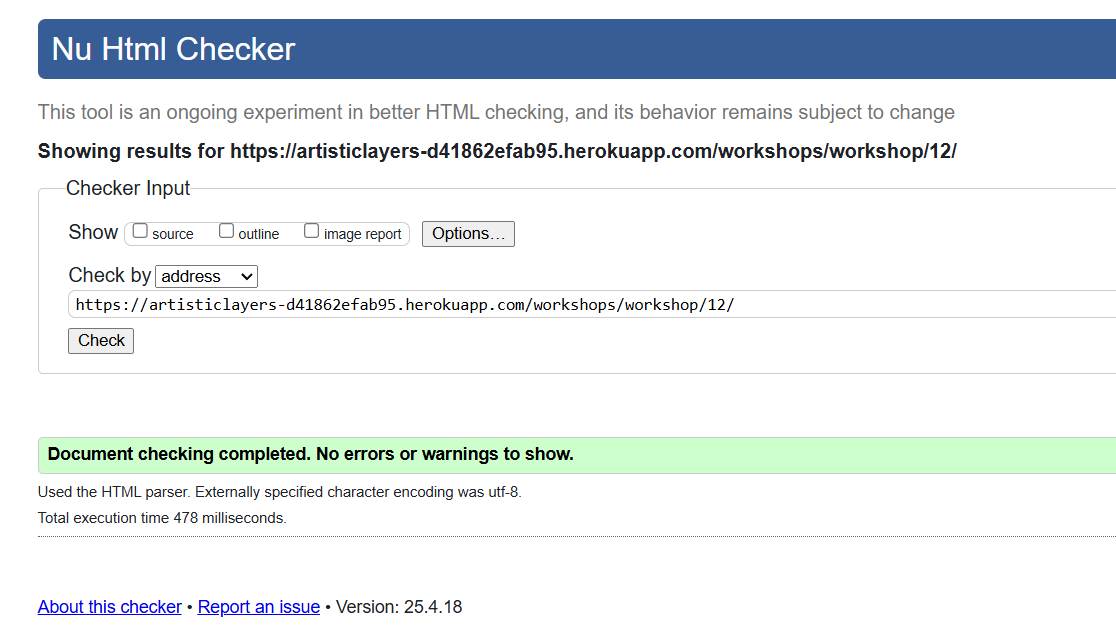 Nu Html Checker
This tool is an ongoing experiment in better HTML checking, and its behavior remains subject to change
Showing results for https://artisticlayers-d41862efab95.herokuapp.com/workshops/workshop/12/
Checker Input
Show source outline image report Options...
Check by address
https://artisticlayers-d41862efab95.herokuapp.com/workshops/workshop/12/
Check
Document checking completed. No errors or warnings to show.
Used the HTML parser. Externally specified character encoding was utf-8.
Total execution time 478 milliseconds.
About this checker • Report an issue • Version: 25.4.18